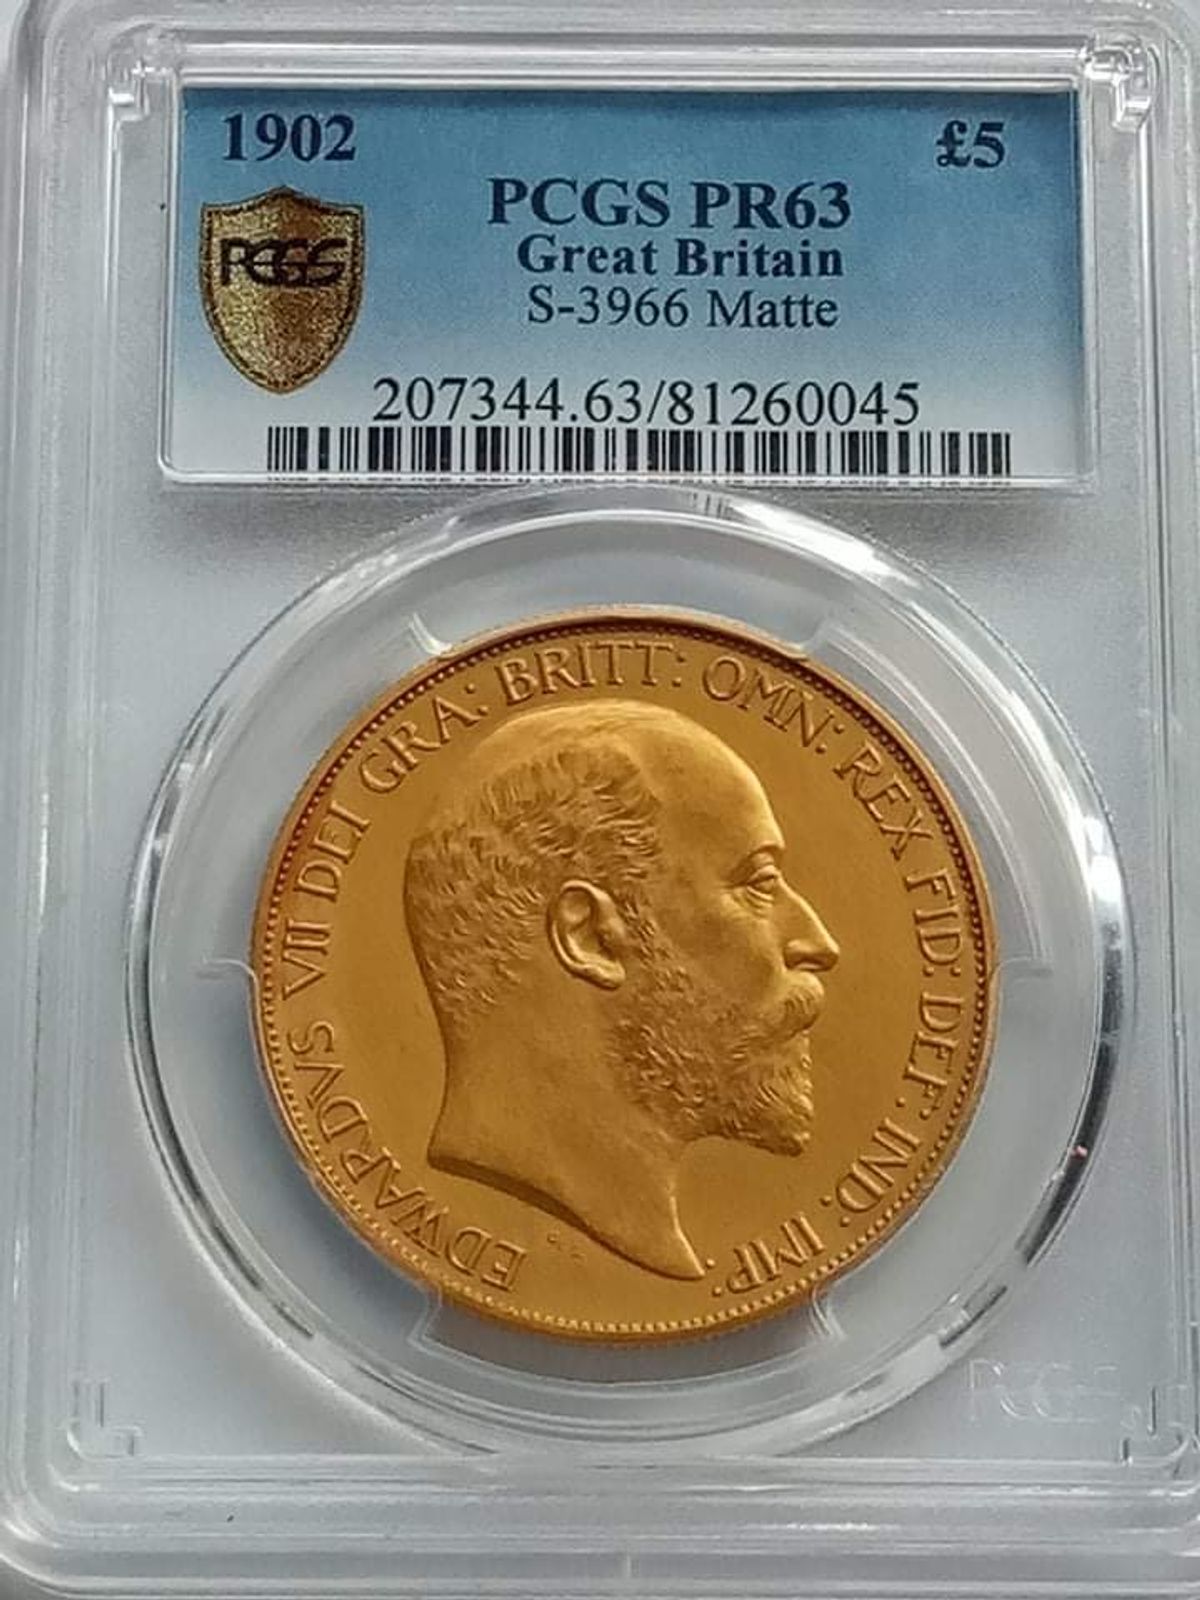 1902
£5
PCGS PR63
Great Britain
S-3966 Matte
PCGS
207344.63/81260045
EDWARDVS VII DEI GRA: BRITT: OMN: REX FID: DEF: IND: IMP:
PCGS